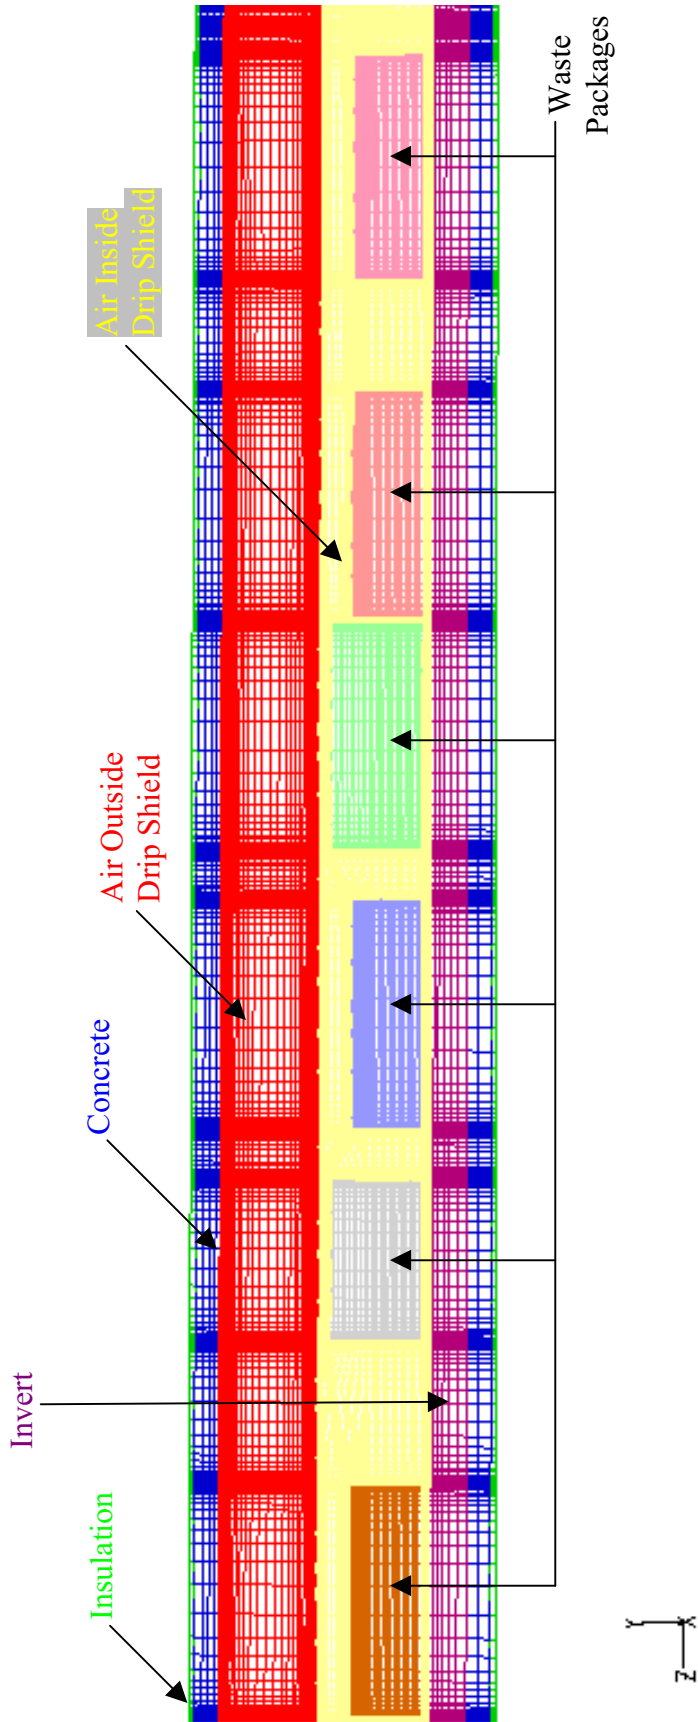 Insulation
Invert
Concrete
Air Outside
Drip Shield
Air Inside
Drip Shield
Waste
Packages
Y
X
Z